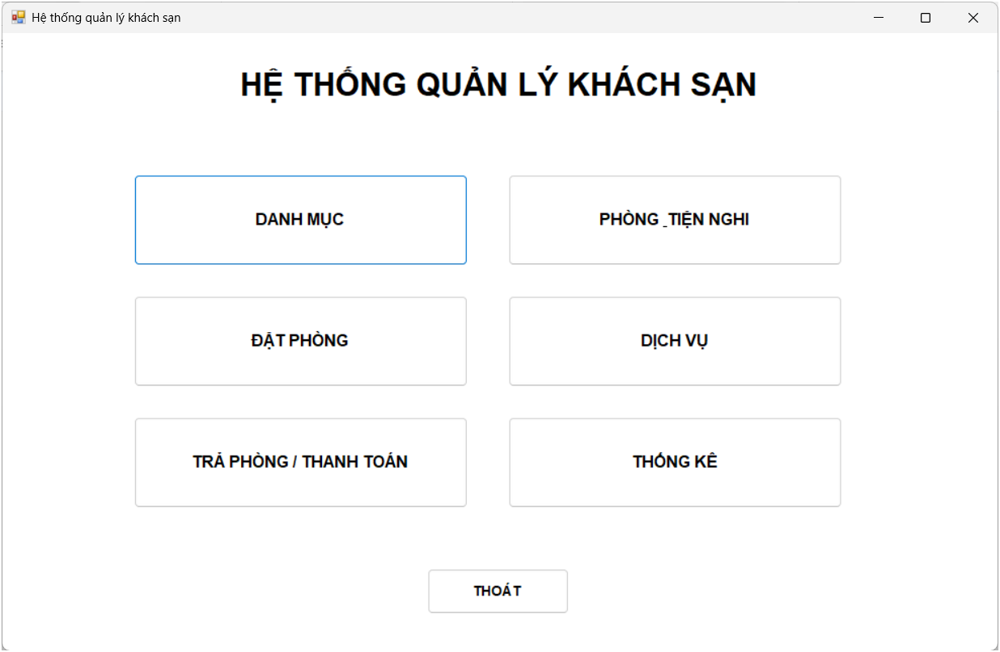 Hệ thống quản lý khách sạn
HỆ THỐNG QUẢN LÝ KHÁCH SẠN
DANH MỤC
PHÒNG _TIỆN NGHI
ĐẶT PHÒNG
DỊCH VỤ
TRẢ PHÒNG / THANH TOÁN
THỐNG KÊ
THOÁT